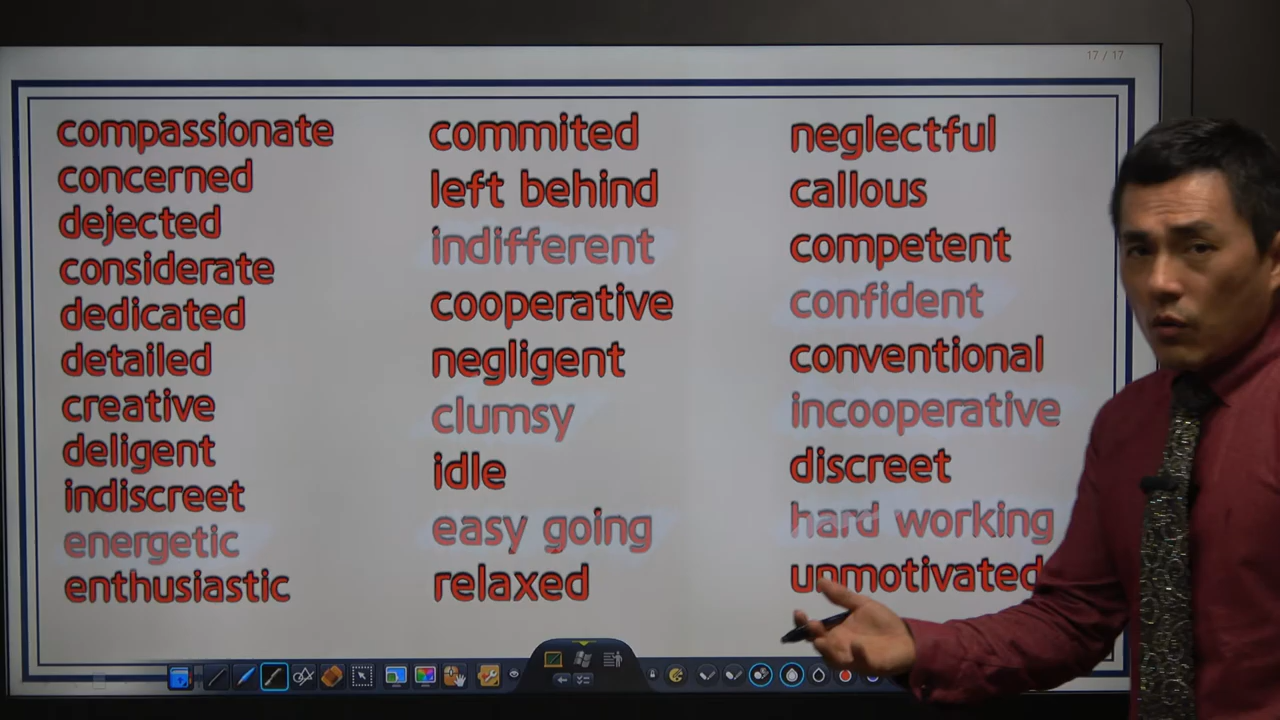 17 / 17
compassionate
concerned
dejected
considerate
dedicated
detailed
creative
deligent
indiscreet
energetic
enthusiastic
commited
left behind
indifferent
cooperative
negligent
clumsy
idle
easy going
relaxed
neglectful
callous
competent
confident
conventional
incooperative
discreet
hard working
unmotivated